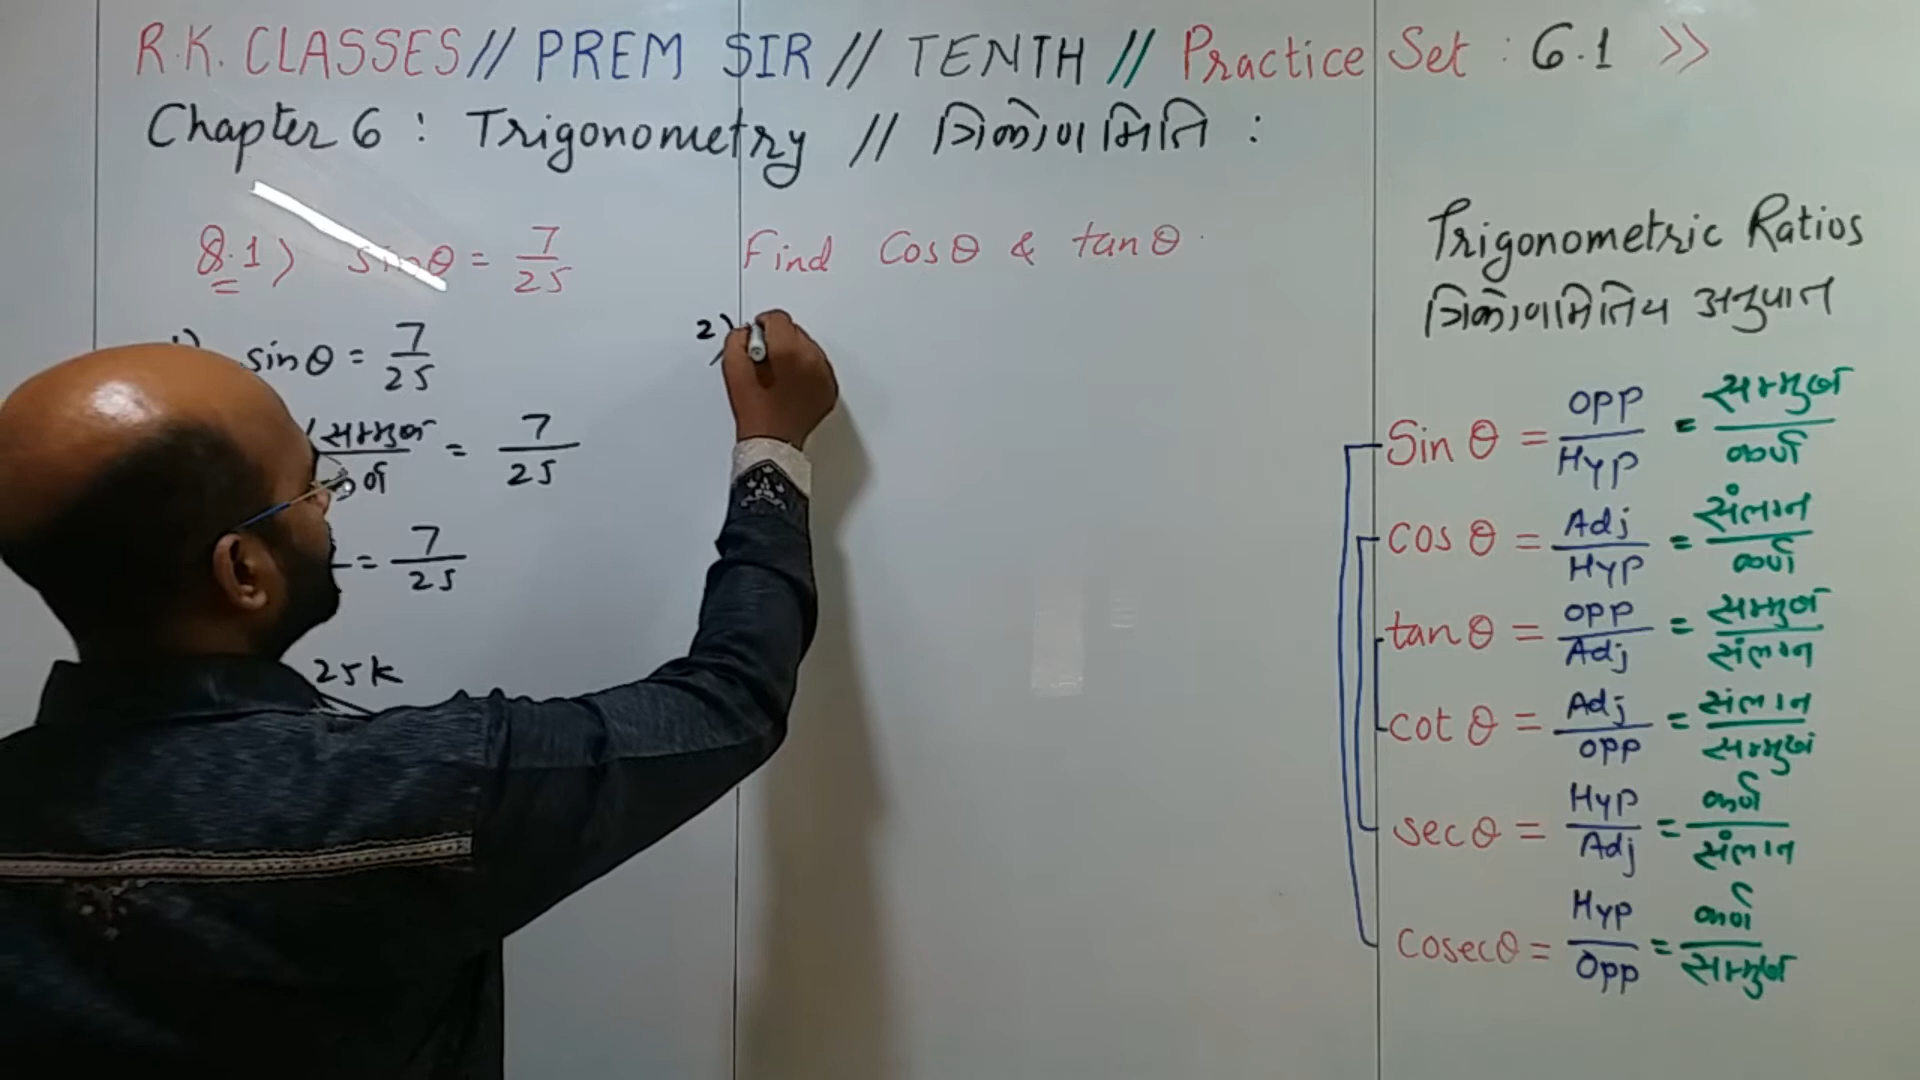 R.K. CLASSES // PREM SIR // TENTH // Practice Set : 6.1 >>
Chapter 6 : Trigonometry // त्रिकोणमिति :
Q.1) sinθ = 7/25 Find Cosθ & tanθ.
sinθ = 7/25
सम्मुख = 7/25
= 7/25
25k
2)
Trigonometric Ratios
त्रिकोणमितिय अनुपात
Sin θ = opp/Hyp = सम्मुख/कर्ण
cos θ = Adj/Hyp = संलग्न/कर्ण
tan θ = opp/Adj = सम्मुख/संलग्न
cot θ = Adj/opp = संलग्न/सम्मुख
sec θ = Hyp/Adj = कर्ण/संलग्न
cosec θ = Hyp/Opp = कर्ण/सम्मुख